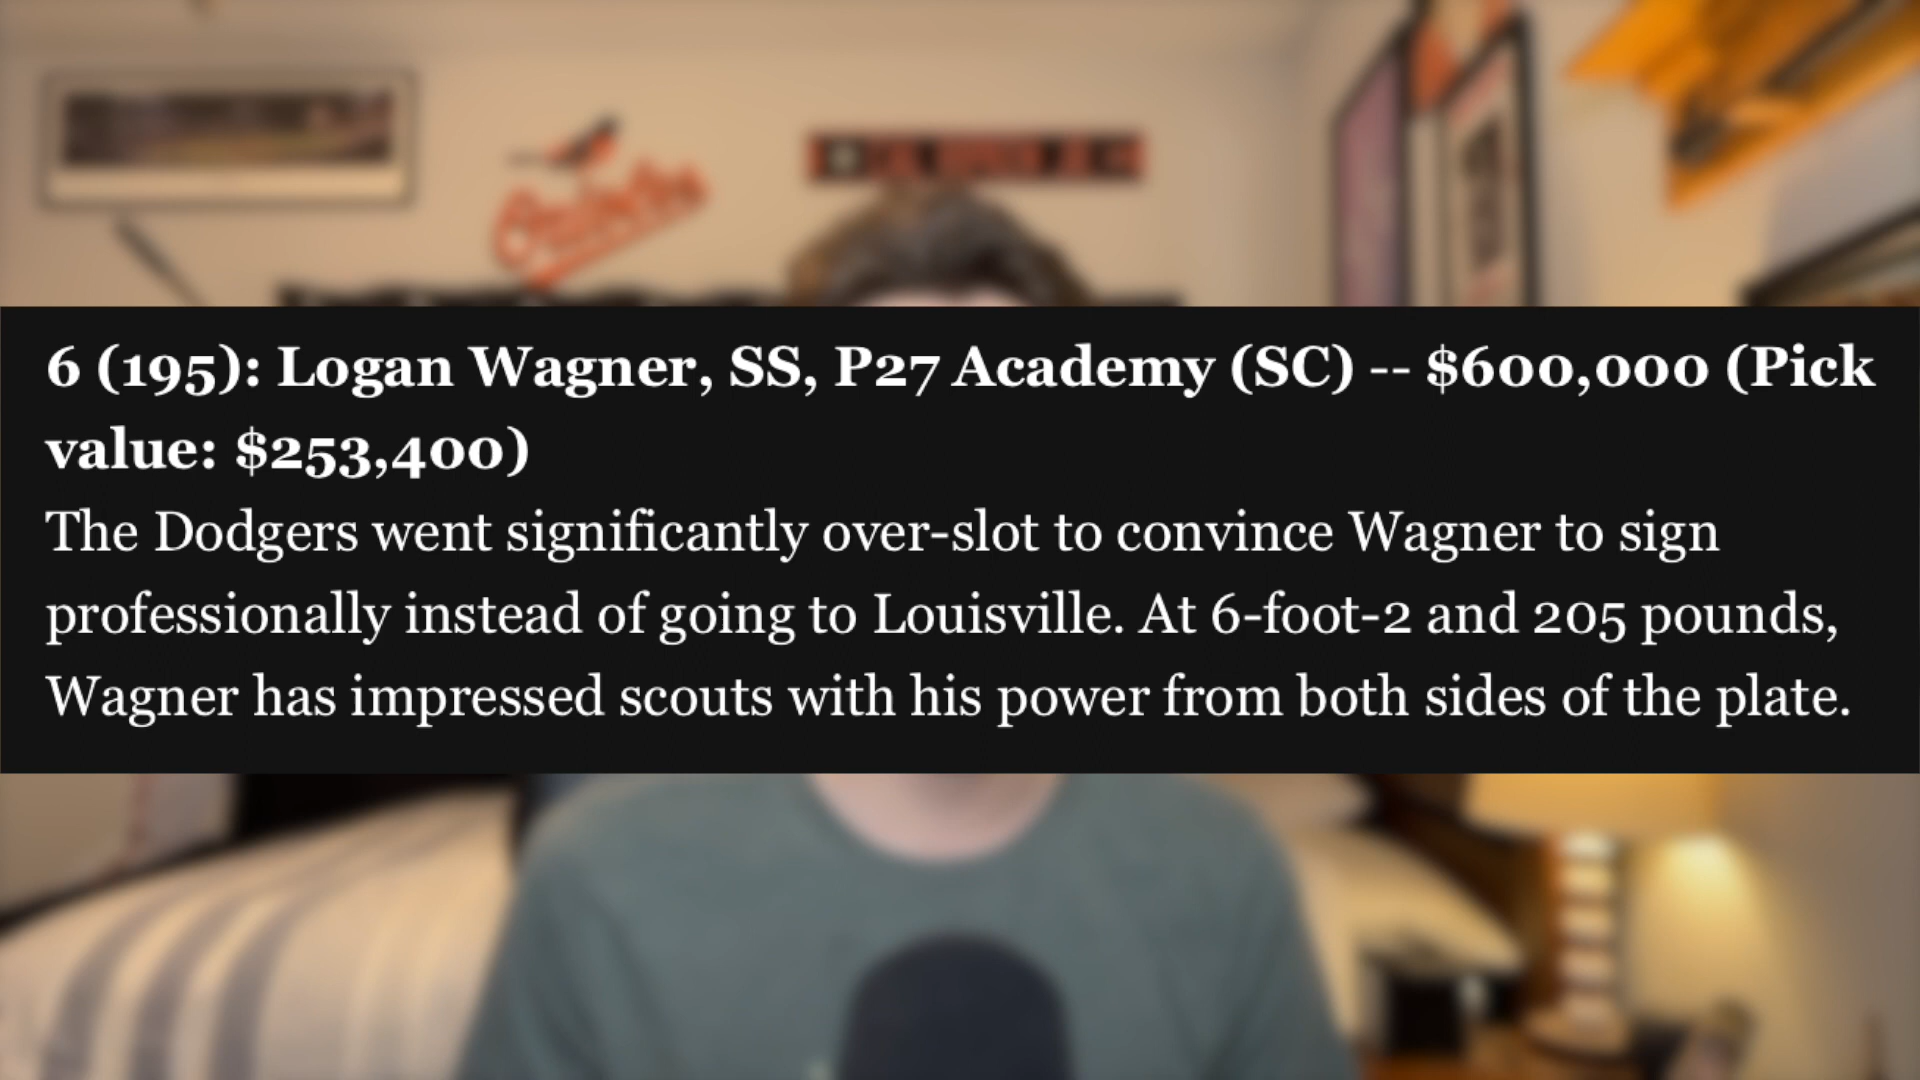 Orioles
6 (195): Logan Wagner, SS, P27 Academy (SC) -- $600,000 (Pick
value: $253,400)
The Dodgers went significantly over-slot to convince Wagner to sign
professionally instead of going to Louisville. At 6-foot-2 and 205 pounds,
Wagner has impressed scouts with his power from both sides of the plate.